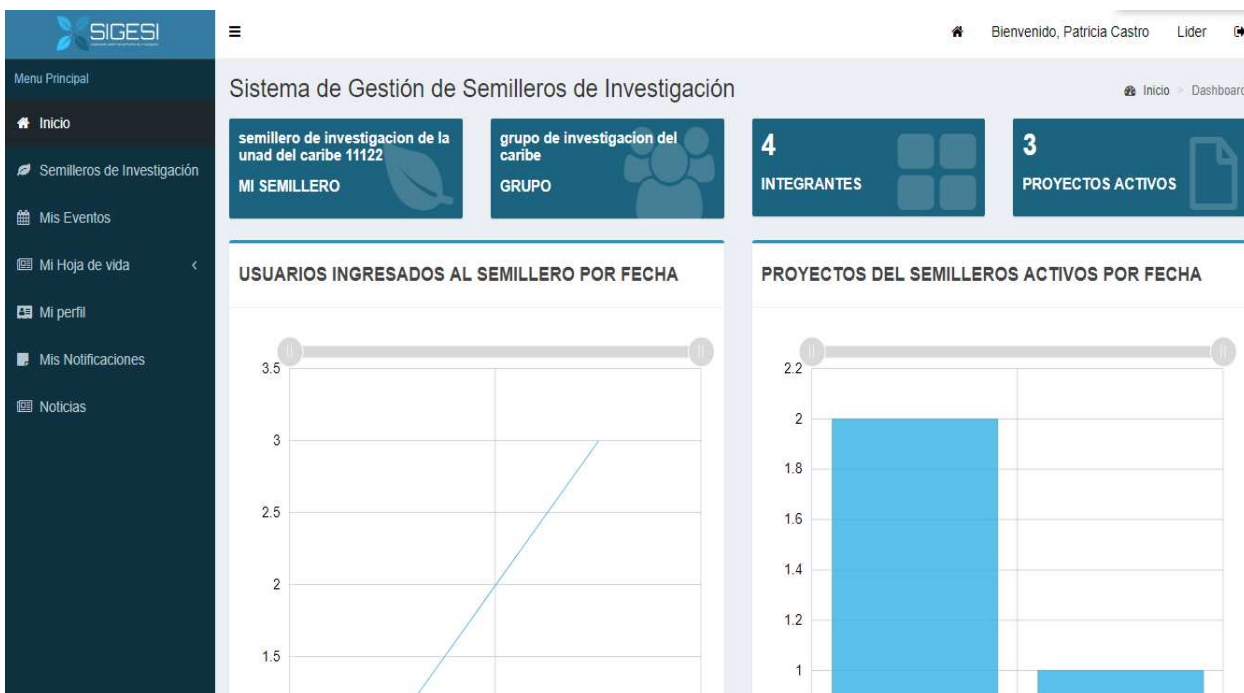 SIGESI
Bienvenido, Patricia Castro
Lider
Menu Principal
Inicio
Semilleros de Investigación
Mis Eventos
Mi Hoja de vida
Mi perfil
Mis Notificaciones
Noticias
Sistema de Gestión de Semilleros de Investigación
Inicio > Dashboard
semillero de investigacion de la
unad del caribe 11122
MI SEMILLERO
grupo de investigacion del
caribe
GRUPO
4
INTEGRANTES
3
PROYECTOS ACTIVOS
USUARIOS INGRESADOS AL SEMILLERO POR FECHA
3.5
3
2.5
2
1.5
PROYECTOS DEL SEMILLEROS ACTIVOS POR FECHA
2.2
2
1.8
1.6
1.4
1.2
1